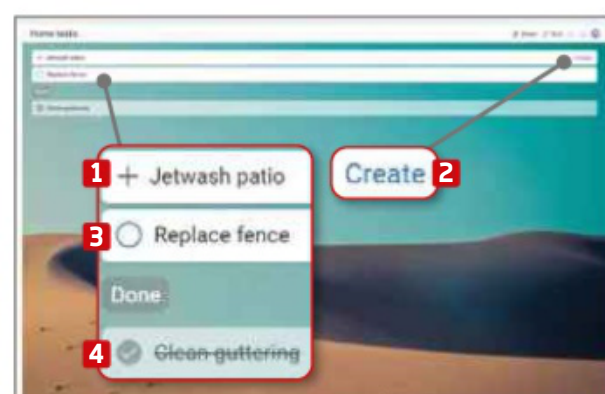 Home tasks
1 + Jetwash patio
Create 2
3 Replace fence
Done
4 Clean guttering